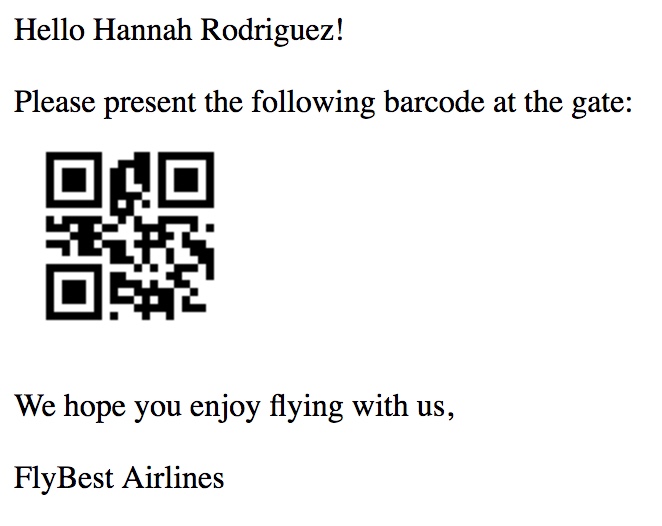 Hello Hannah Rodriguez!
Please present the following barcode at the gate:
We hope you enjoy flying with us,
FlyBest Airlines